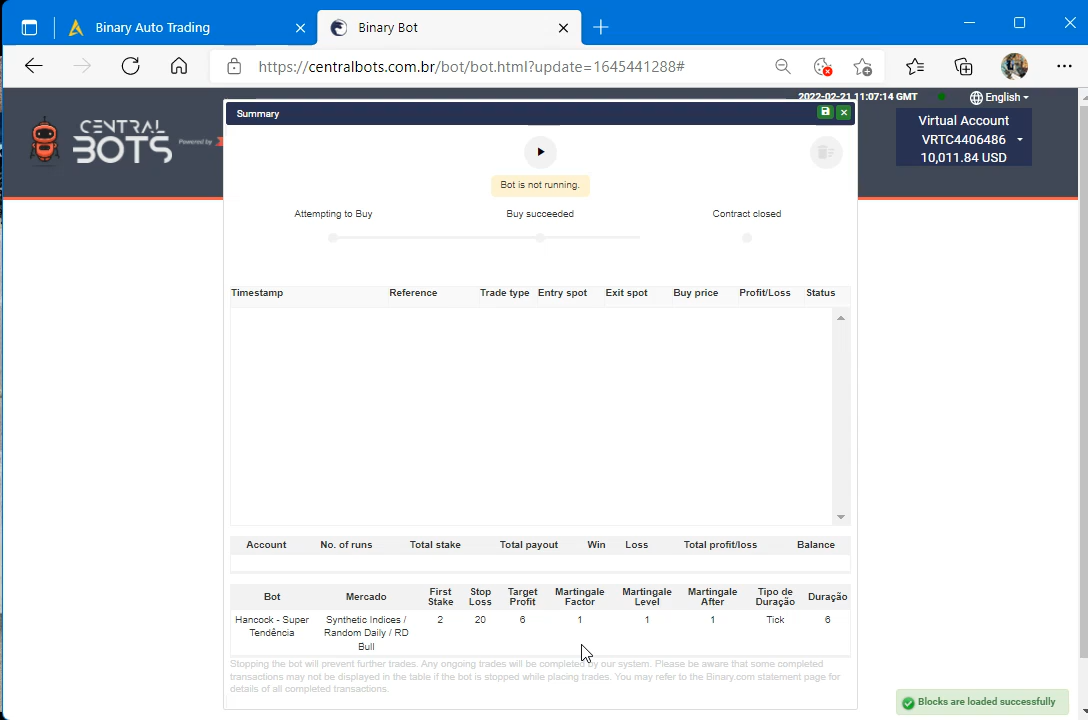 Binary Auto Trading
Binary Bot
https://centralbots.com.br/bot/bot.html?update=1645441288#
2022-02-21 11:07:14 GMT
English
CENTRAL
BOTS
Powered by
Virtual Account
VRTC4406486
10,011.84 USD
Summary
Bot is not running.
Attempting to Buy
Buy succeeded
Contract closed
Timestamp Reference Trade type Entry spot Exit spot Buy price Profit/Loss Status
Account No. of runs Total stake Total payout Win Loss Total profit/loss Balance
Bot Mercado First Stake Stop Loss Target Profit Martingale Factor Martingale Level Martingale After Tipo de Duração Duração
Hancock - Super Tendência Synthetic Indices / Random Daily / RD Bull 2 20 6 1 1 1 Tick 6
Stopping the bot will prevent further trades. Any ongoing trades will be completed by our system. Please be aware that some completed
transactions may not be displayed in the table if the bot is stopped while placing trades. You may refer to the Binary.com statement page for
details of all completed transactions.
Blocks are loaded successfully